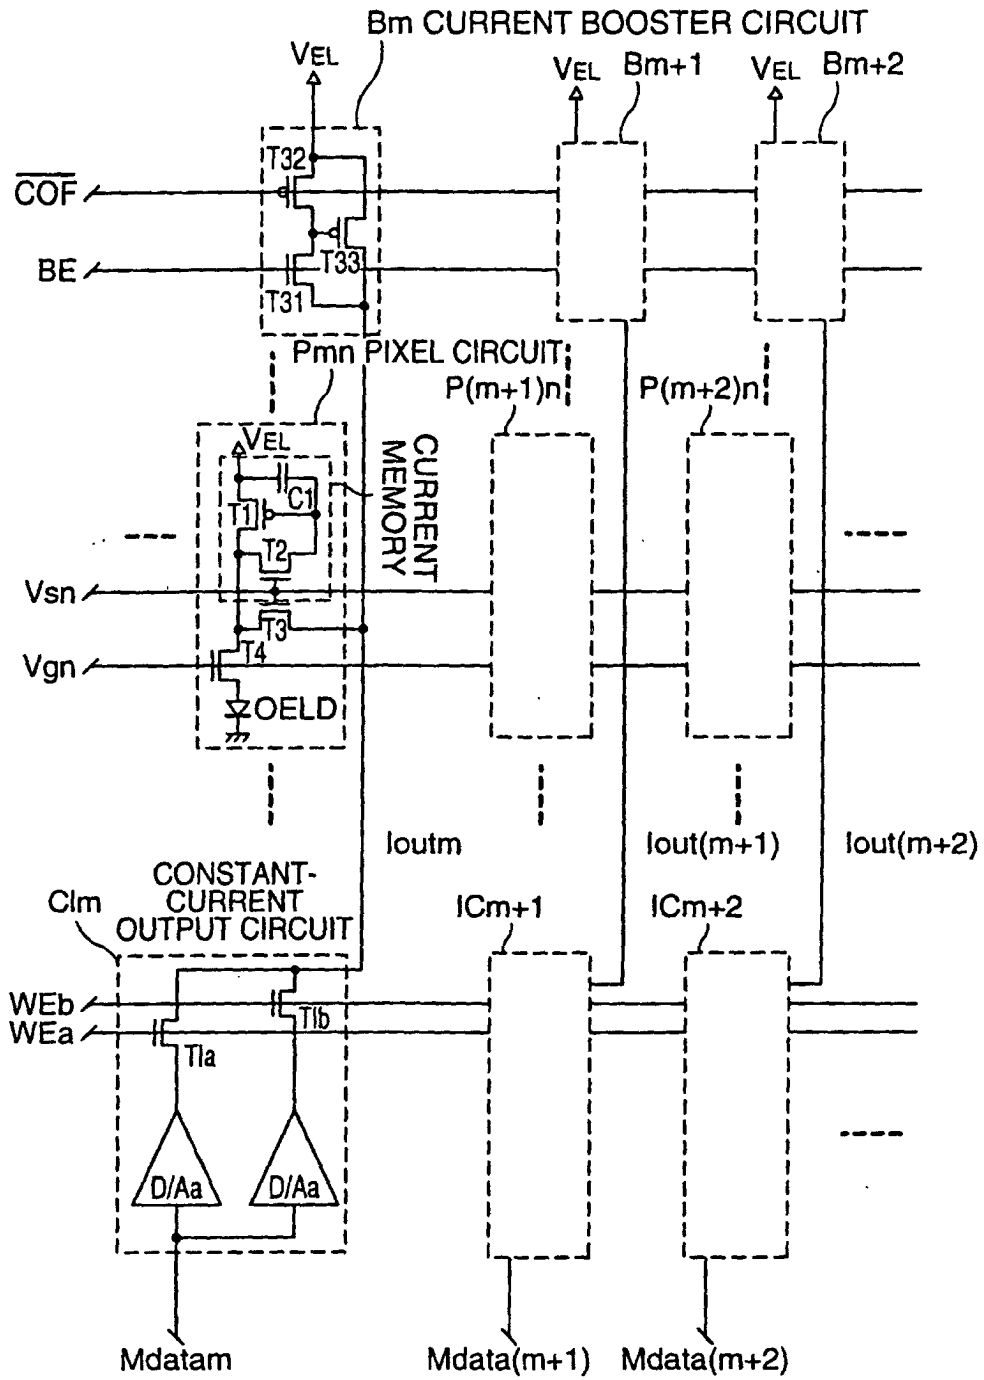 Bm CURRENT BOOSTER CIRCUIT
VEL
VEL
Bm+1
VEL
Bm+2
T32
COF
T33
BE
T31
Pmn PIXEL CIRCUIT
P(m+1)n
P(m+2)n
VEL
CURRENT
MEMORY
C1
T1
T2
Vsn
T3
T4
Vgn
OELD
Ioutm
Iout(m+1)
Iout(m+2)
CONSTANT-
CURRENT
OUTPUT CIRCUIT
CIm
ICm+1
ICm+2
WEb
TIb
WEa
TIa
D/Aa
D/Aa
Mdatam
Mdata(m+1)
Mdata(m+2)